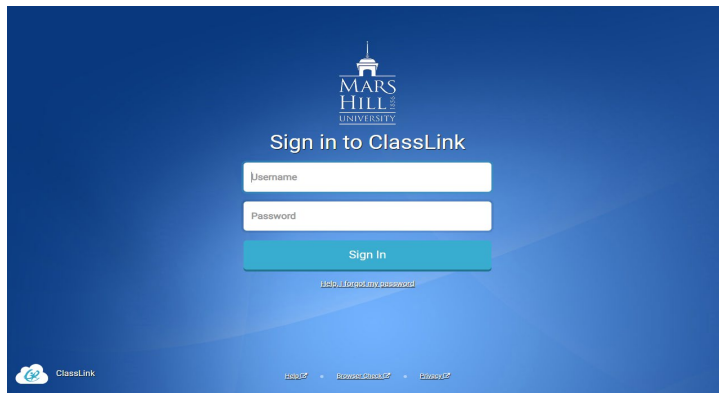 MARS
HILL 1856
UNIVERSITY
Sign in to ClassLink
Username
Password
Sign In
Help, I forgot my password
ClassLink
Help • Browser Check • Privacy